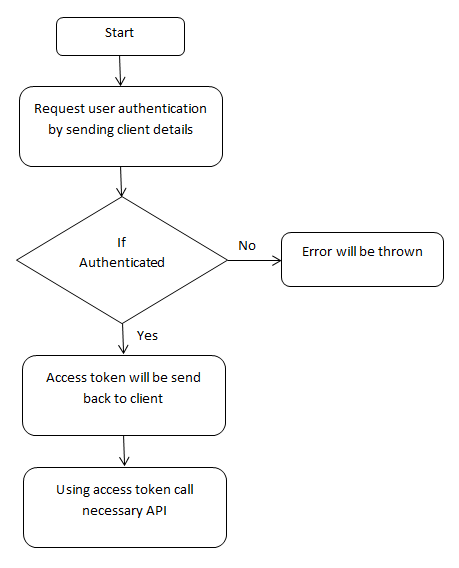 Start
Request user authentication
by sending client details
If
Authenticated
No
Error will be thrown
Yes
Access token will be send
back to client
Using access token call
necessary API